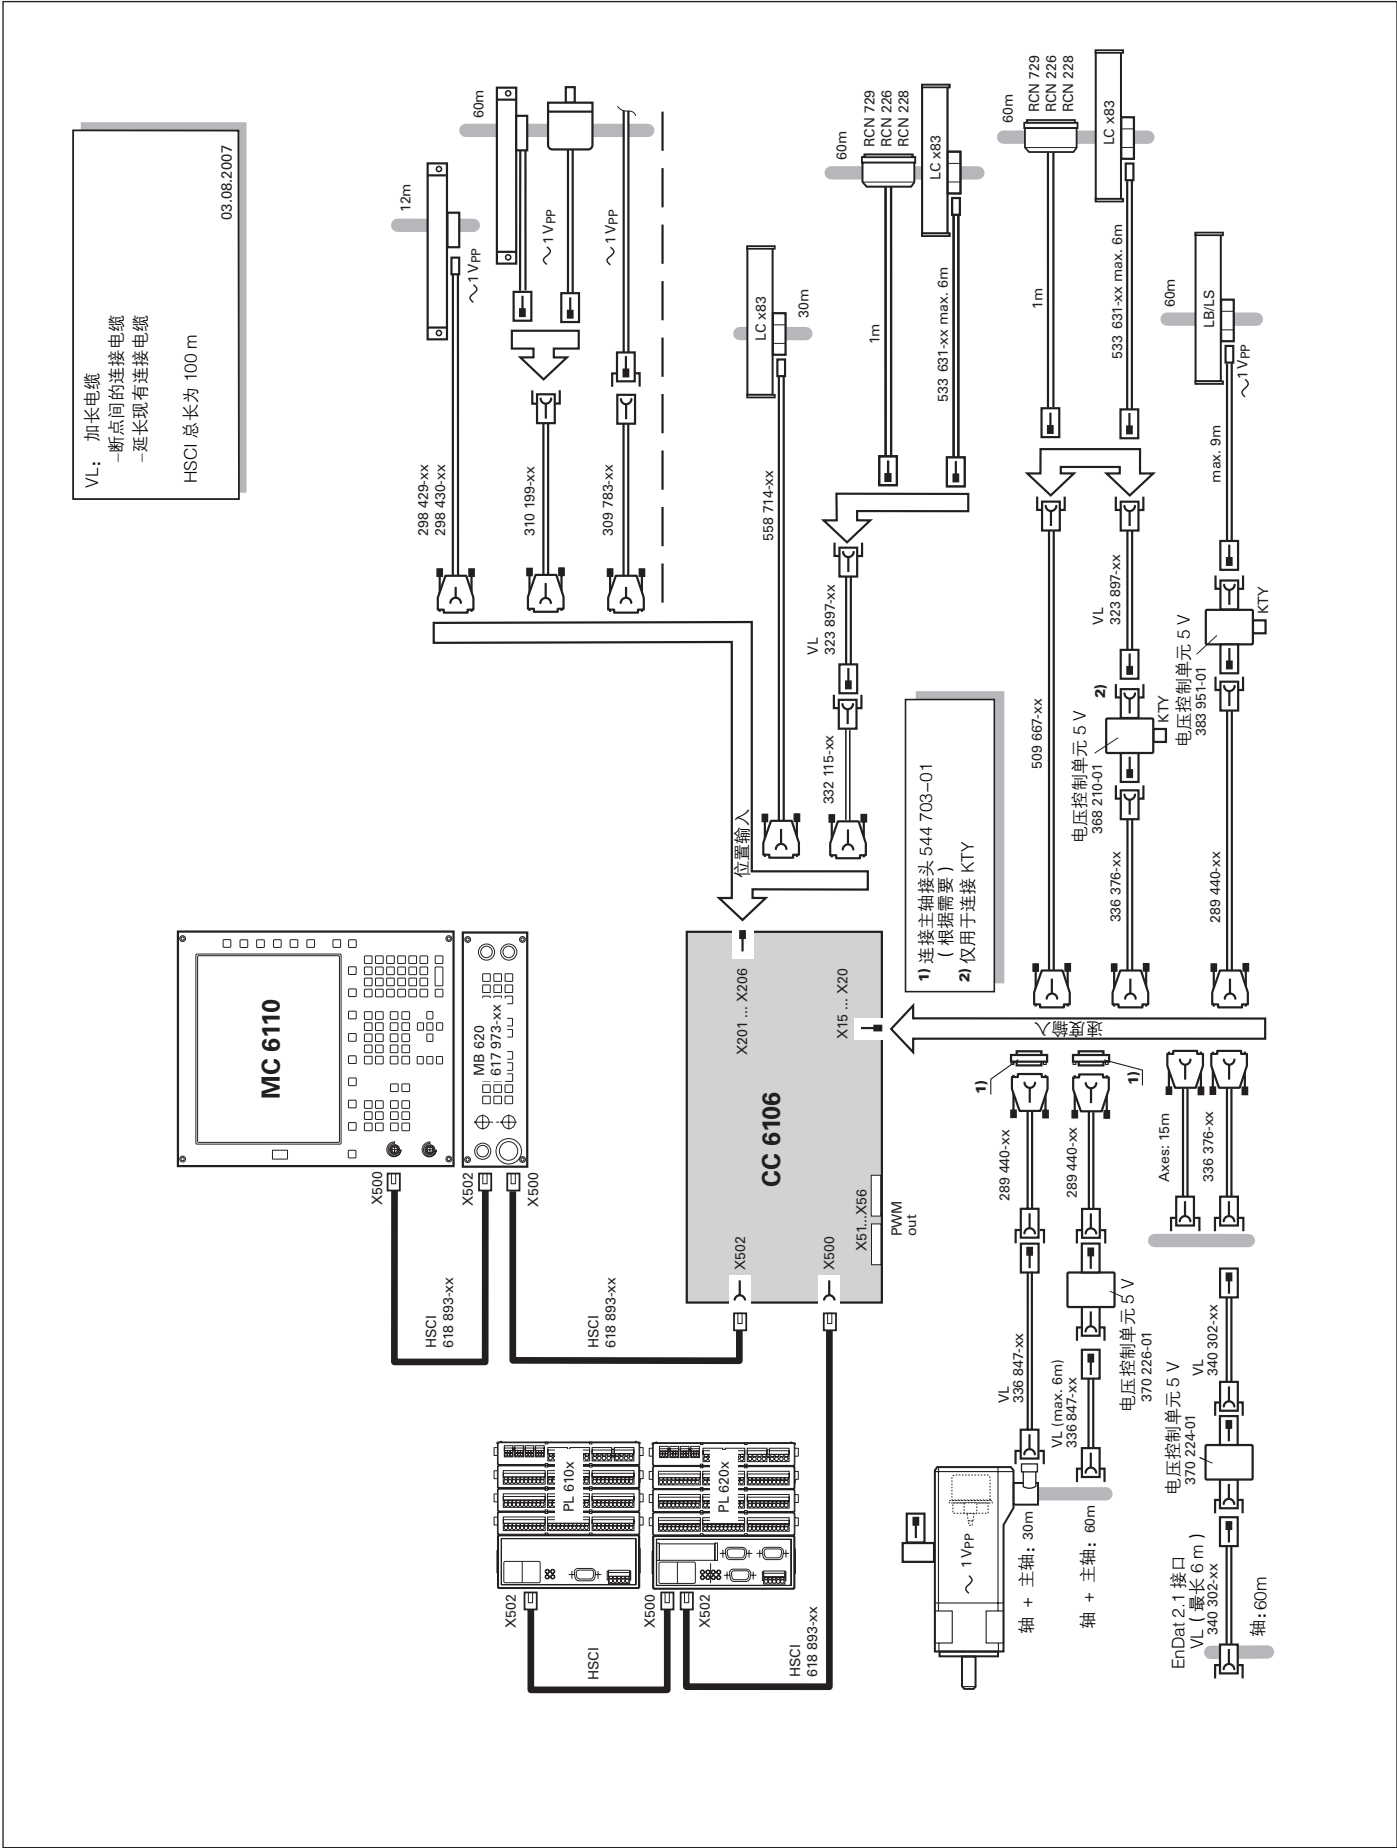 VL: 加长电缆
–断点间的连接电缆
–延长现有连接电缆
HSCI 总长为 100 m
03.08.2007
298 429-xx
298 430-xx
12m
~1 VPP
310 199-xx
60m
~1 VPP
309 783-xx
~1 VPP
位置输入
558 714-xx
LC x83
30m
332 115-xx
VL
323 897-xx
1m
60m
RCN 729
RCN 226
RCN 228
533 631-xx max. 6m
LC x83
MC 6110
X500
MB 620
617 973-xx
X502
X500
HSCI
618 893-xx
HSCI
618 893-xx
CC 6106
X201 ... X206
X15 ... X20
X502
X500
X51...X56
PWM
out
1) 连接主轴接头 544 703–01
( 根据需要 )
2) 仅用于连接 KTY
509 667-xx
1m
60m
RCN 729
RCN 226
RCN 228
336 376-xx
电压控制单元 5 V
368 210-01
2)
KTY
VL
323 897-xx
533 631-xx max. 6m
LC x83
289 440-xx
电压控制单元 5 V
383 951-01
KTY
max. 9m
~1 VPP
LB/LS
60m
速度输入
PL 610x
PL 620x
X502
X500
X502
HSCI
HSCI
618 893-xx
~ 1 VPP
轴 + 主轴: 30m
VL
336 847-xx
289 440-xx
1)
轴 + 主轴: 60m
VL (max. 6m)
336 847-xx
电压控制单元 5 V
370 226-01
289 440-xx
1)
Axes: 15m
336 376-xx
EnDat 2.1 接口
VL ( 最长 6 m )
340 302-xx
轴:60m
电压控制单元 5 V
370 224-01
VL
340 302-xx